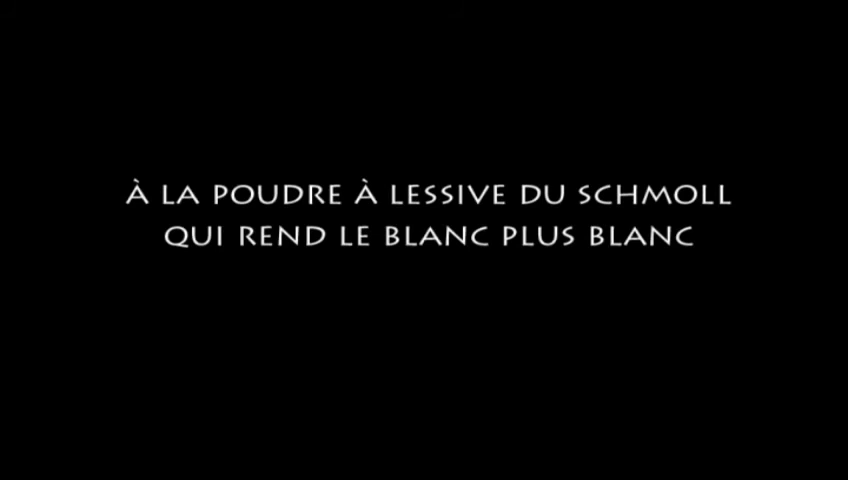 À LA POUDRE À LESSIVE DU SCHMOLL
QUI REND LE BLANC PLUS BLANC